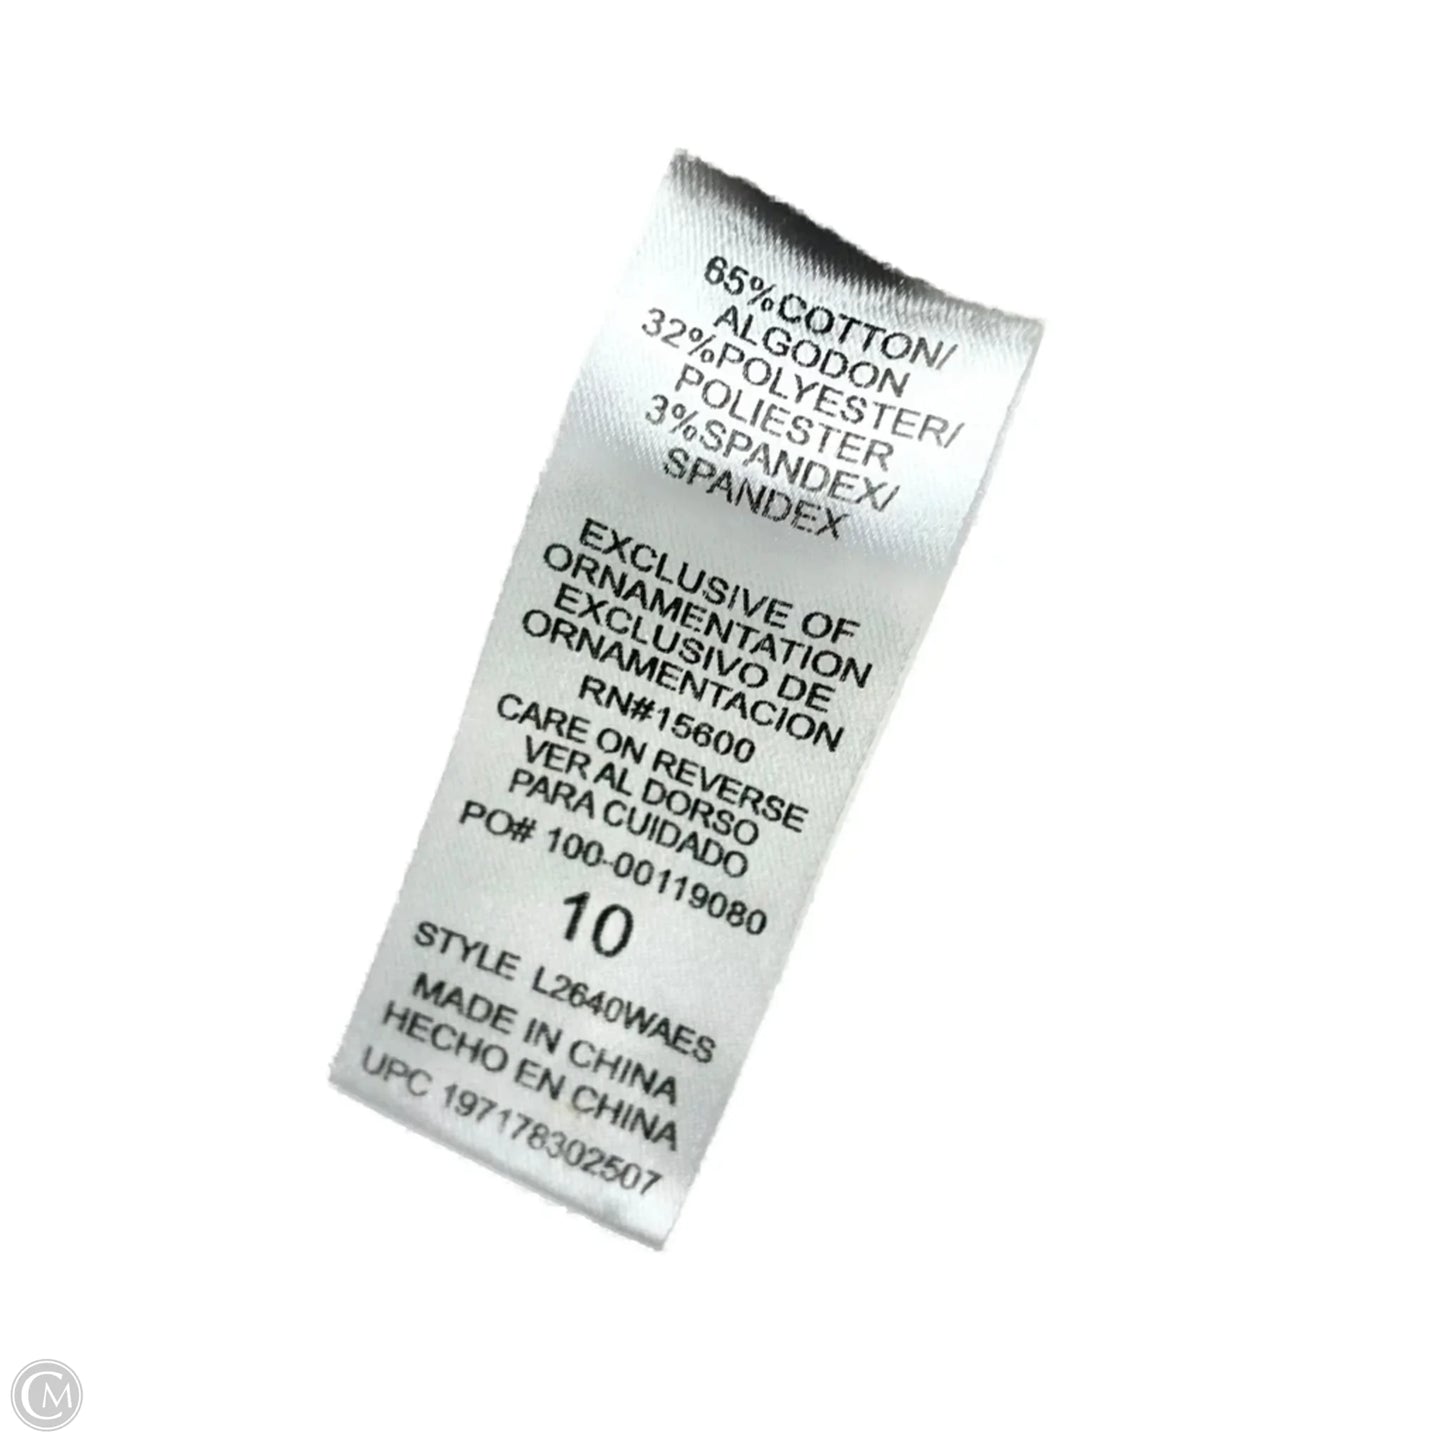 65%COTTON/
ALGODON
32%POLYESTER/
POLIESTER
3%SPANDEX/
SPANDEX
EXCLUSIVE OF
ORNAMENTATION
EXCLUSIVO DE
ORNAMENTACION
RN#15600
CARE ON REVERSE
VER AL DORSO
PARA CUIDADO
PO# 100-00119080
10
STYLE L2640WAES
MADE IN CHINA
HECHO EN CHINA
UPC 197178302507
CM